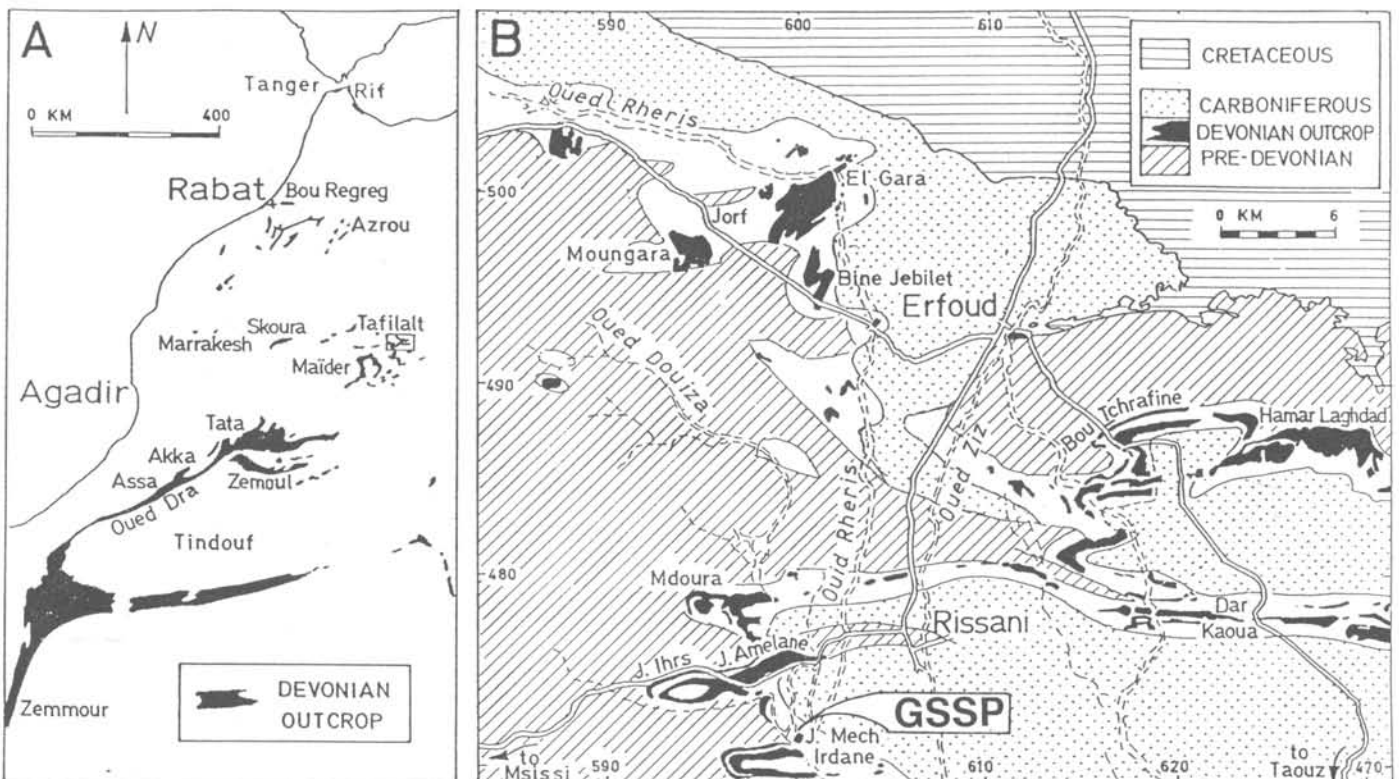 A
N
0 KM 400
Tanger
Rif
Rabat
Bou Regreg
Azrou
Skoura
Tafilalt
Marrakesh
Maïder
Agadir
Tata
Akka
Assa
Zemoul
Oued Dra
Tindouf
Zemmour
DEVONIAN
OUTCROP
B
590
600
610
CRETACEOUS
CARBONIFEROUS
DEVONIAN OUTCROP
PRE-DEVONIAN
0 KM 6
Oued Rheris
500
El Gara
Jorf
Moungara
Bine Jebilet
Erfoud
Oued Douiza
490
Bou Tchrafine
Hamar Laghdad
Oued Ziz
Ouid Rheris
480
Mdoura
Dar
Kaoua
Rissani
J. Ihrs
J. Amelane
GSSP
J. Mech
Irdane
to
Msissi
590
610
620
to
Taouz
470